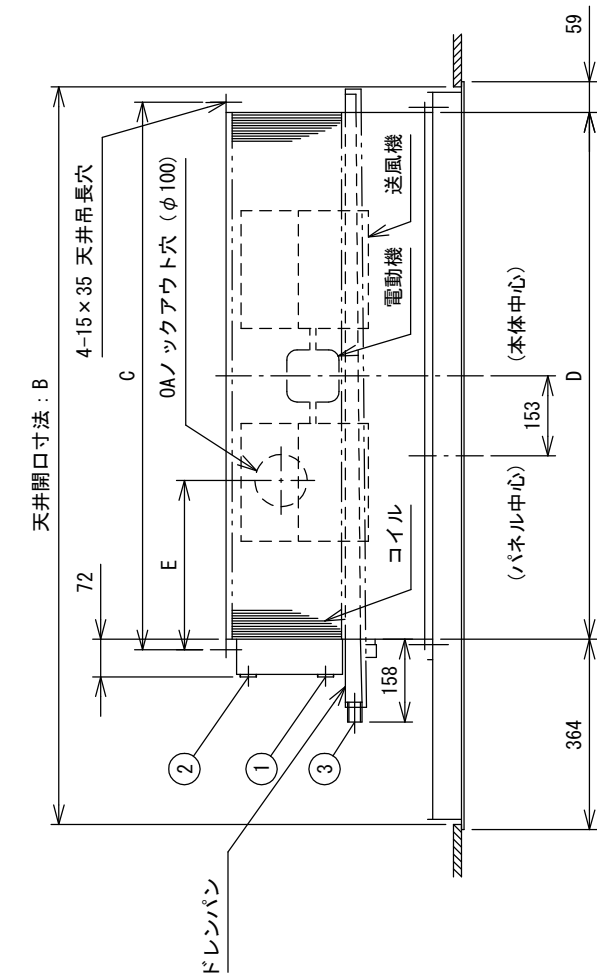 天井開口寸法：B
72
C
4-15×35 天井吊長穴
E
OAノックアウト穴（φ100）
電動機
送風機
②
①
③
ドレンパン
コイル
158
（パネル中心）
153
（本体中心）
364
D
59